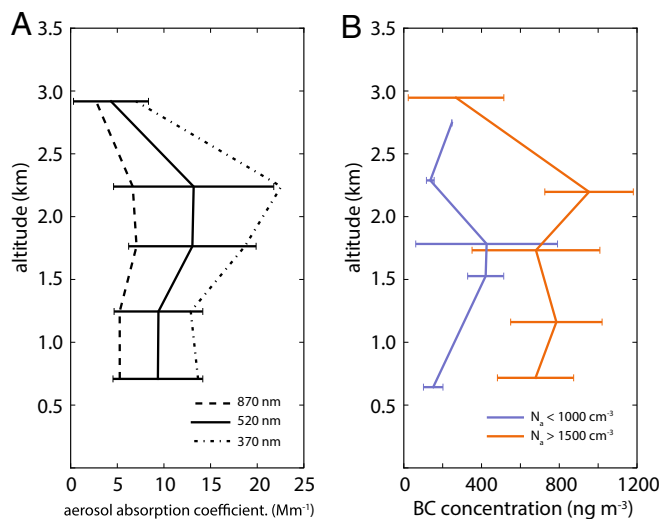 A
altitude (km)
3.5
3.0
2.5
2.0
1.5
1.0
0.5
870 nm
520 nm
370 nm
0 5 10 15 20 25
aerosol absorption coefficient. (Mm⁻¹)
B
altitude (km)
3.5
3.0
2.5
2.0
1.5
1.0
0.5
Nₐ < 1000 cm⁻³
Nₐ > 1500 cm⁻³
0 400 800 1200
BC concentration (ng m⁻³)